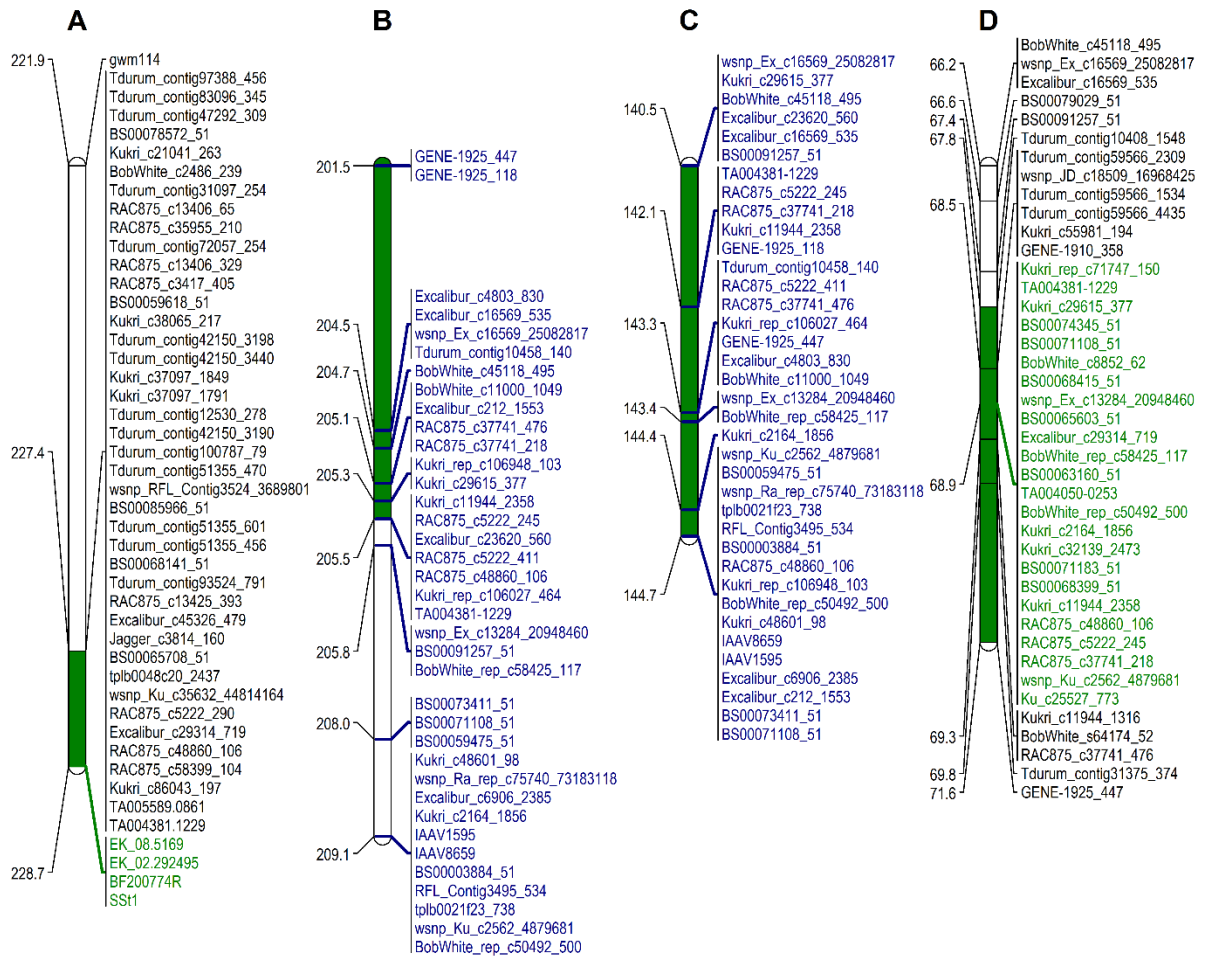 A
221.9
227.4
228.7
gwm114
Tdurum_contig97388_456
Tdurum_contig83096_345
Tdurum_contig47292_309
BS00078572_51
Kukri_c21041_263
BobWhite_c2486_239
Tdurum_contig31097_254
RAC875_c13406_65
RAC875_c35955_210
Tdurum_contig72057_254
RAC875_c13406_329
RAC875_c3417_405
BS00059618_51
Kukri_c38065_217
Tdurum_contig42150_3198
Tdurum_contig42150_3440
Kukri_c37097_1849
Kukri_c37097_1791
Tdurum_contig12530_278
Tdurum_contig42150_3190
Tdurum_contig100787_79
Tdurum_contig51355_470
wsnp_RFL_Contig3524_3689801
BS00085966_51
Tdurum_contig51355_601
Tdurum_contig51355_456
BS00068141_51
Tdurum_contig93524_791
RAC875_c13425_393
Excalibur_c45326_479
Jagger_c3814_160
BS00065708_51
tplb0048c20_2437
wsnp_Ku_c35632_44814164
RAC875_c5222_290
Excalibur_c29314_719
RAC875_c48860_106
RAC875_c58399_104
Kukri_c86043_197
TA005589.0861
TA004381.1229
EK_08.5169
EK_02.292495
BF200774R
SSt1
B
201.5
204.5
204.7
205.1
205.3
205.5
205.8
208.0
209.1
GENE-1925_447
GENE-1925_118
Excalibur_c4803_830
Excalibur_c16569_535
wsnp_Ex_c16569_25082817
Tdurum_contig10458_140
BobWhite_c45118_495
BobWhite_c11000_1049
Excalibur_c212_1553
RAC875_c37741_476
RAC875_c37741_218
Kukri_rep_c106948_103
Kukri_c29615_377
Kukri_c11944_2358
RAC875_c5222_245
Excalibur_c23620_560
RAC875_c5222_411
RAC875_c48860_106
Kukri_rep_c106027_464
TA004381-1229
wsnp_Ex_c13284_20948460
BS00091257_51
BobWhite_rep_c58425_117
BS00073411_51
BS00071108_51
BS00059475_51
Kukri_c48601_98
wsnp_Ra_rep_c75740_73183118
Excalibur_c6906_2385
Kukri_c2164_1856
IAAV1595
IAAV8659
BS00003884_51
RFL_Contig3495_534
tplb0021f23_738
wsnp_Ku_c2562_4879681
BobWhite_rep_c50492_500
C
140.5
142.1
143.3
143.4
144.4
144.7
wsnp_Ex_c16569_25082817
Kukri_c29615_377
BobWhite_c45118_495
Excalibur_c23620_560
Excalibur_c16569_535
BS00091257_51
TA004381-1229
RAC875_c5222_245
RAC875_c37741_218
Kukri_c11944_2358
GENE-1925_118
Tdurum_contig10458_140
RAC875_c5222_411
RAC875_c37741_476
Kukri_rep_c106027_464
GENE-1925_447
Excalibur_c4803_830
BobWhite_c11000_1049
wsnp_Ex_c13284_20948460
BobWhite_rep_c58425_117
Kukri_c2164_1856
wsnp_Ku_c2562_4879681
BS00059475_51
wsnp_Ra_rep_c75740_73183118
tplb0021f23_738
RFL_Contig3495_534
BS00003884_51
RAC875_c48860_106
Kukri_rep_c106948_103
BobWhite_rep_c50492_500
Kukri_c48601_98
IAAV8659
IAAV1595
Excalibur_c6906_2385
Excalibur_c212_1553
BS00073411_51
BS00071108_51
D
66.2
66.6
67.4
67.8
68.5
68.9
69.3
69.8
71.6
BobWhite_c45118_495
wsnp_Ex_c16569_25082817
Excalibur_c16569_535
BS00079029_51
BS00091257_51
Tdurum_contig10408_1548
Tdurum_contig59566_2309
wsnp_JD_c18509_16968425
Tdurum_contig59566_1534
Tdurum_contig59566_4435
Kukri_c55981_194
GENE-1910_358
Kukri_rep_c71747_150
TA004381-1229
Kukri_c29615_377
BS00074345_51
BS00071108_51
BobWhite_c8852_62
BS00068415_51
wsnp_Ex_c13284_20948460
BS00065603_51
Excalibur_c29314_719
BobWhite_rep_c58425_117
BS00063160_51
TA004050-0253
BobWhite_rep_c50492_500
Kukri_c2164_1856
Kukri_c32139_2473
BS00071183_51
BS00068399_51
Kukri_c11944_2358
RAC875_c48860_106
RAC875_c5222_245
RAC875_c37741_218
wsnp_Ku_c2562_4879681
Ku_c25527_773
Kukri_c11944_1316
BobWhite_s64174_52
RAC875_c37741_476
Tdurum_contig31375_374
GENE-1925_447